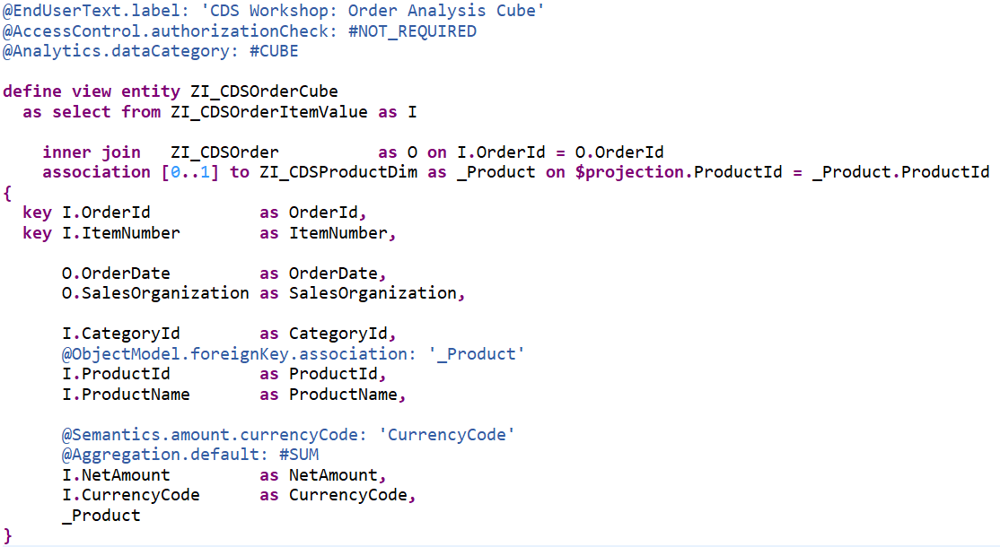 @EndUserText.label: 'CDS Workshop: Order Analysis Cube'
@AccessControl.authorizationCheck: #NOT_REQUIRED
@Analytics.dataCategory: #CUBE

define view entity ZI_CDSOrderCube
  as select from ZI_CDSOrderItemValue as I

    inner join   ZI_CDSOrder          as O on I.OrderId = O.OrderId
    association [0..1] to ZI_CDSProductDim as _Product on $projection.ProductId = _Product.ProductId
{
  key I.OrderId           as OrderId,
  key I.ItemNumber        as ItemNumber,

      O.OrderDate         as OrderDate,
      O.SalesOrganization as SalesOrganization,

      I.CategoryId        as CategoryId,
      @ObjectModel.foreignKey.association: '_Product'
      I.ProductId         as ProductId,
      I.ProductName       as ProductName,

      @Semantics.amount.currencyCode: 'CurrencyCode'
      @Aggregation.default: #SUM
      I.NetAmount         as NetAmount,
      I.CurrencyCode      as CurrencyCode,
      _Product
}